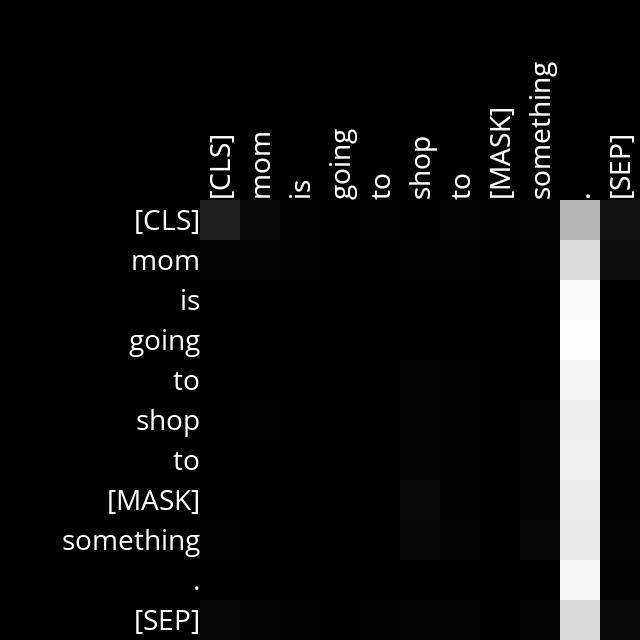 [CLS] mom is going to shop to [MASK] something . [SEP]
[CLS]
mom
is
going
to
shop
to
[MASK]
something
.
[SEP]